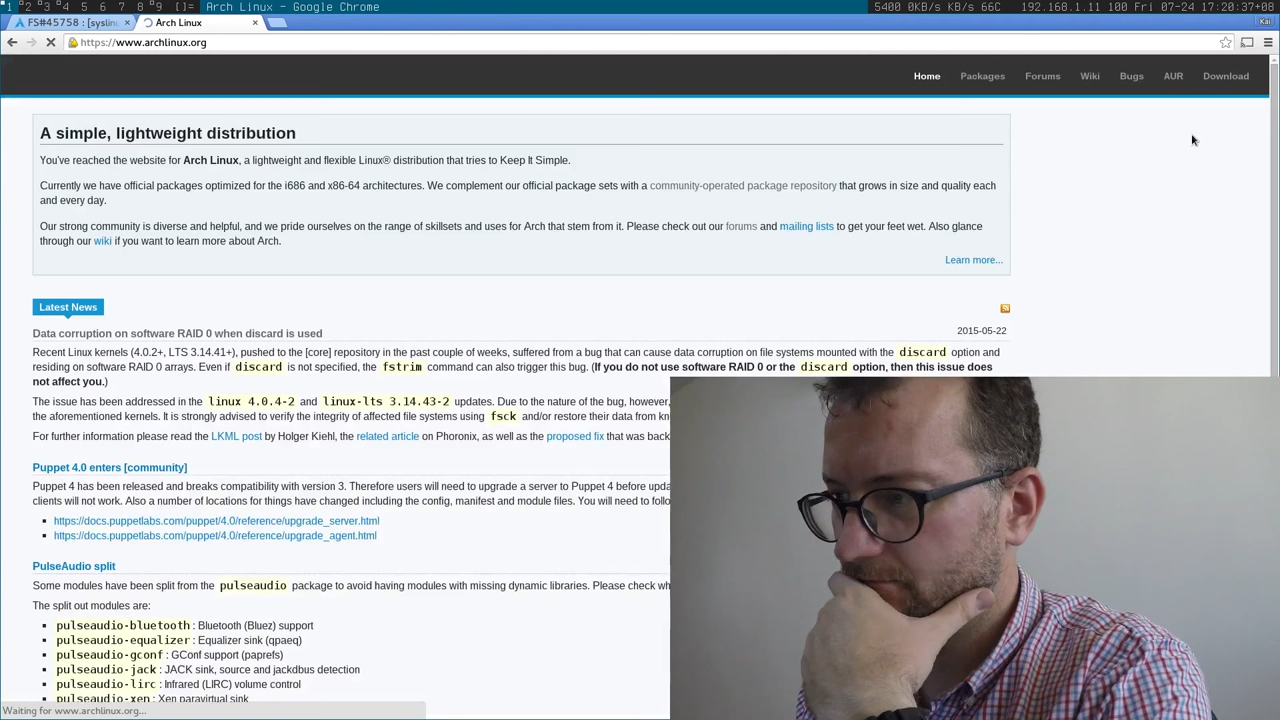 1 2 3 4 5 6 7 8 9 []= Arch Linux - Google Chrome 5400 0KB/s KB/s 66C 192.168.1.11 100 Fri 07-24 17:20:37+08
FS#45758 : [syslin Arch Linux Kai
https://www.archlinux.org
Home Packages Forums Wiki Bugs AUR Download
A simple, lightweight distribution
You've reached the website for Arch Linux, a lightweight and flexible Linux® distribution that tries to Keep It Simple.
Currently we have official packages optimized for the i686 and x86-64 architectures. We complement our official package sets with a community-operated package repository that grows in size and quality each
and every day.
Our strong community is diverse and helpful, and we pride ourselves on the range of skillsets and uses for Arch that stem from it. Please check out our forums and mailing lists to get your feet wet. Also glance
through our wiki if you want to learn more about Arch.
Learn more...
Latest News
Data corruption on software RAID 0 when discard is used 2015-05-22
Recent Linux kernels (4.0.2+, LTS 3.14.41+), pushed to the [core] repository in the past couple of weeks, suffered from a bug that can cause data corruption on file systems mounted with the discard option and
residing on software RAID 0 arrays. Even if discard is not specified, the fstrim command can also trigger this bug. (If you do not use software RAID 0 or the discard option, then this issue does
not affect you.)
The issue has been addressed in the linux 4.0.4-2 and linux-lts 3.14.43-2 updates. Due to the nature of the bug, however,
the aforementioned kernels. It is strongly advised to verify the integrity of affected file systems using fsck and/or restore their data from kn
For further information please read the LKML post by Holger Kiehl, the related article on Phoronix, as well as the proposed fix that was back
Puppet 4.0 enters [community]
Puppet 4 has been released and breaks compatibility with version 3. Therefore users will need to upgrade a server to Puppet 4 before upda
clients will not work. Also a number of locations for things have changed including the config, manifest and module files. You will need to follo
https://docs.puppetlabs.com/puppet/4.0/reference/upgrade_server.html
https://docs.puppetlabs.com/puppet/4.0/reference/upgrade_agent.html
PulseAudio split
Some modules have been split from the pulseaudio package to avoid having modules with missing dynamic libraries. Please check wh
The split out modules are:
pulseaudio-bluetooth : Bluetooth (Bluez) support
pulseaudio-equalizer : Equalizer sink (qpaeq)
pulseaudio-gconf : GConf support (paprefs)
pulseaudio-jack : JACK sink, source and jackdbus detection
pulseaudio-lirc : Infrared (LIRC) volume control
pulseaudio-xen : Xen paravirtual sink
Waiting for www.archlinux.org...